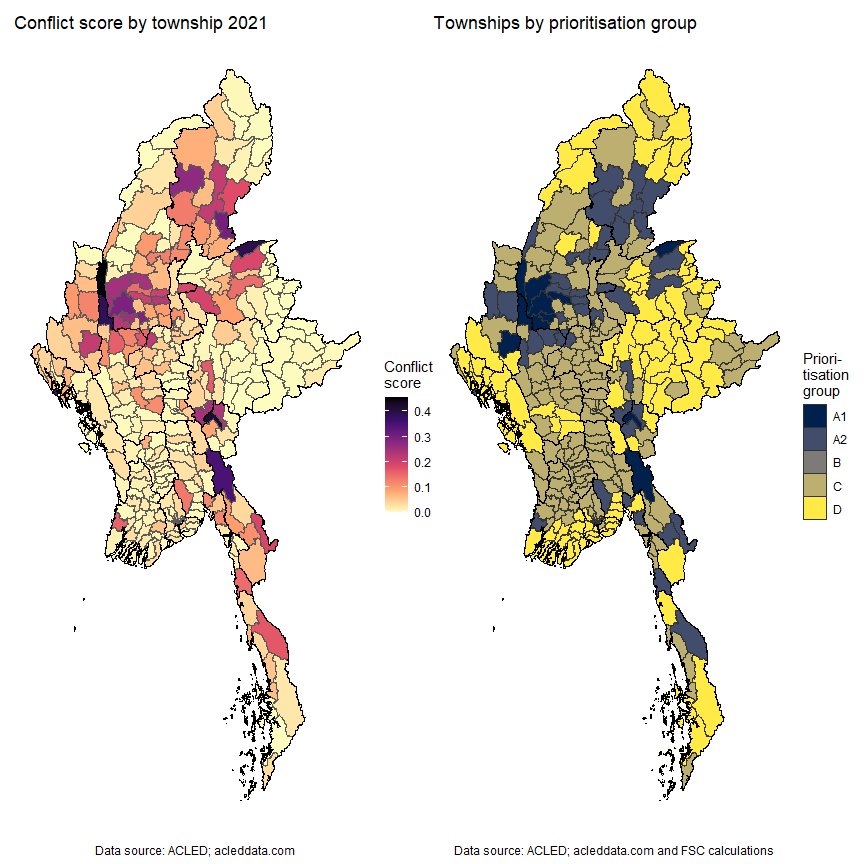 Conflict score by township 2021
Townships by prioritisation group
Conflict
score
0.4
0.3
0.2
0.1
0.0
Priori-
tisation
group
A1
A2
B
C
D
Data source: ACLED; acleddata.com
Data source: ACLED; acleddata.com and FSC calculations